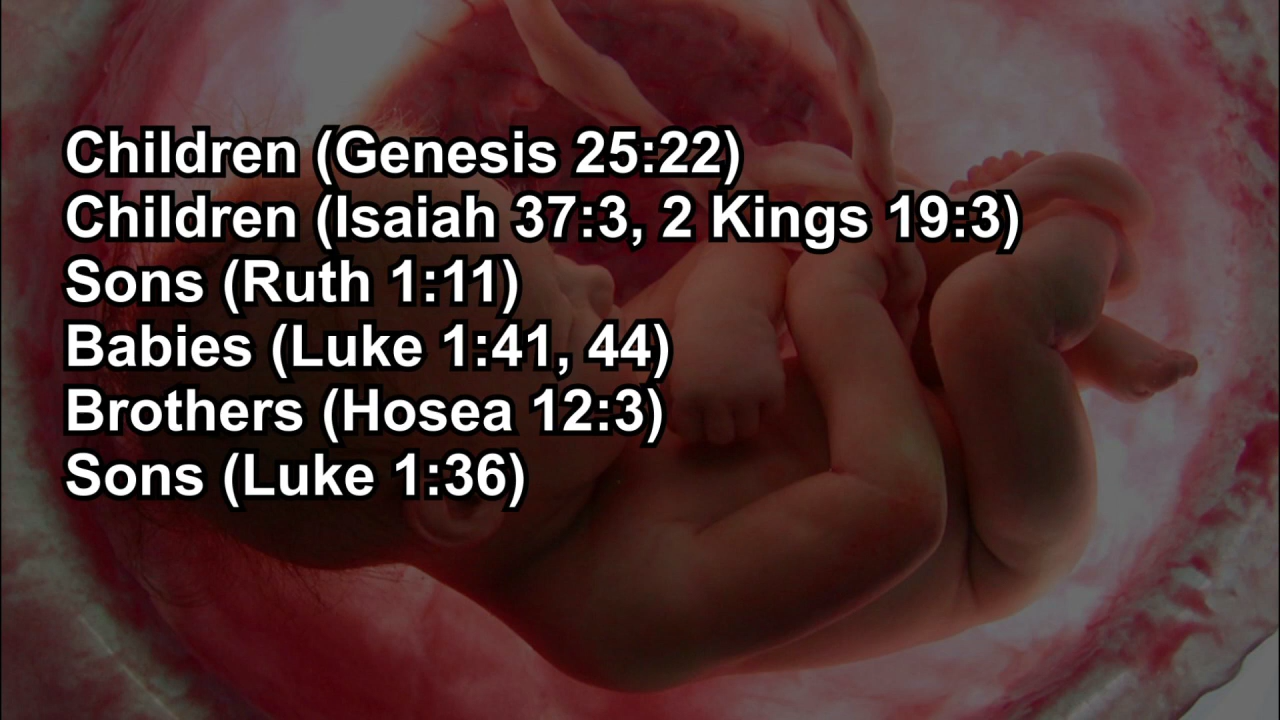 Children (Genesis 25:22)
Children (Isaiah 37:3, 2 Kings 19:3)
Sons (Ruth 1:11)
Babies (Luke 1:41, 44)
Brothers (Hosea 12:3)
Sons (Luke 1:36)